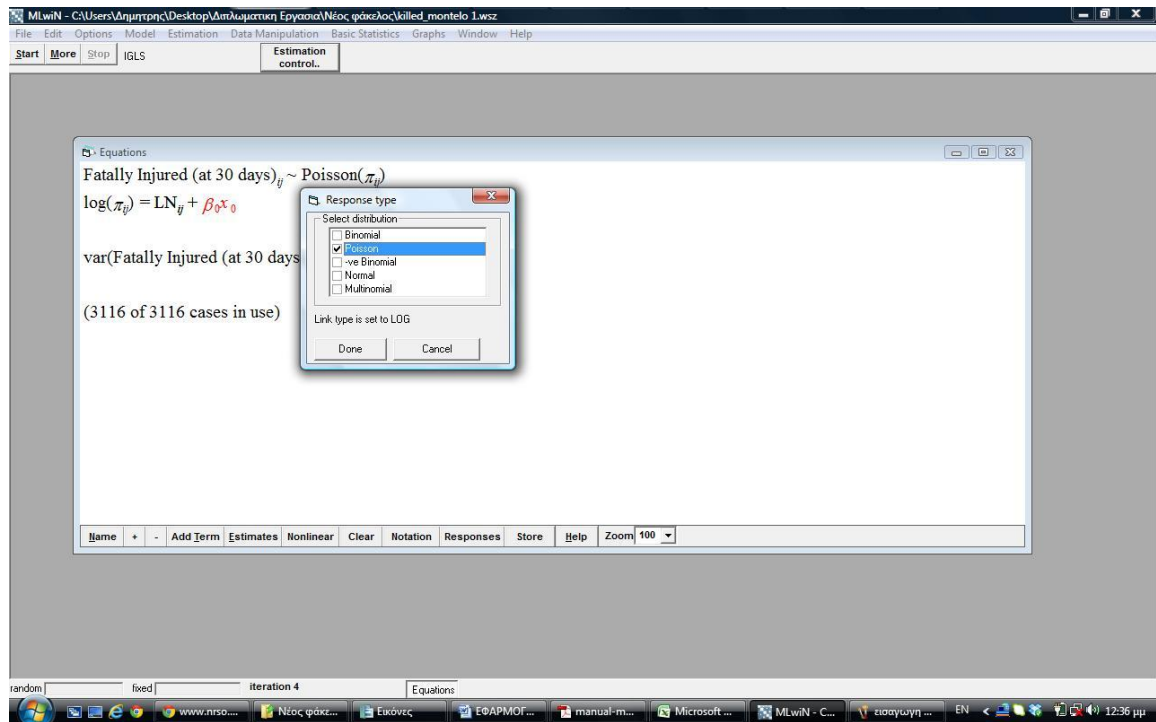 MLwiN - C:\Users\Δημητρης\Desktop\Διπλωματικη Εργασια\Νέος φάκελος\killed_montelo 1.wsz
File Edit Options Model Estimation Data Manipulation Basic Statistics Graphs Window Help
Start More Stop IGLS Estimation control..
Equations
Fatally Injured (at 30 days)ij ~ Poisson(πij)
log(πij) = LNij + β0x0
var(Fatally Injured (at 30 days
(3116 of 3116 cases in use)
Response type
Select distribution
Binomial
Poisson
-ve Binomial
Normal
Multinomial
Link type is set to LOG
Done Cancel
Name + - Add Term Estimates Nonlinear Clear Notation Responses Store Help Zoom 100
random fixed iteration 4 Equations
www.nrso.... Νέος φάκε... Εικόνες ΕΦΑΡΜΟΓ... manual-m... Microsoft ... MLwiN - C... εισαγωγη ... EN 12:36 μμ